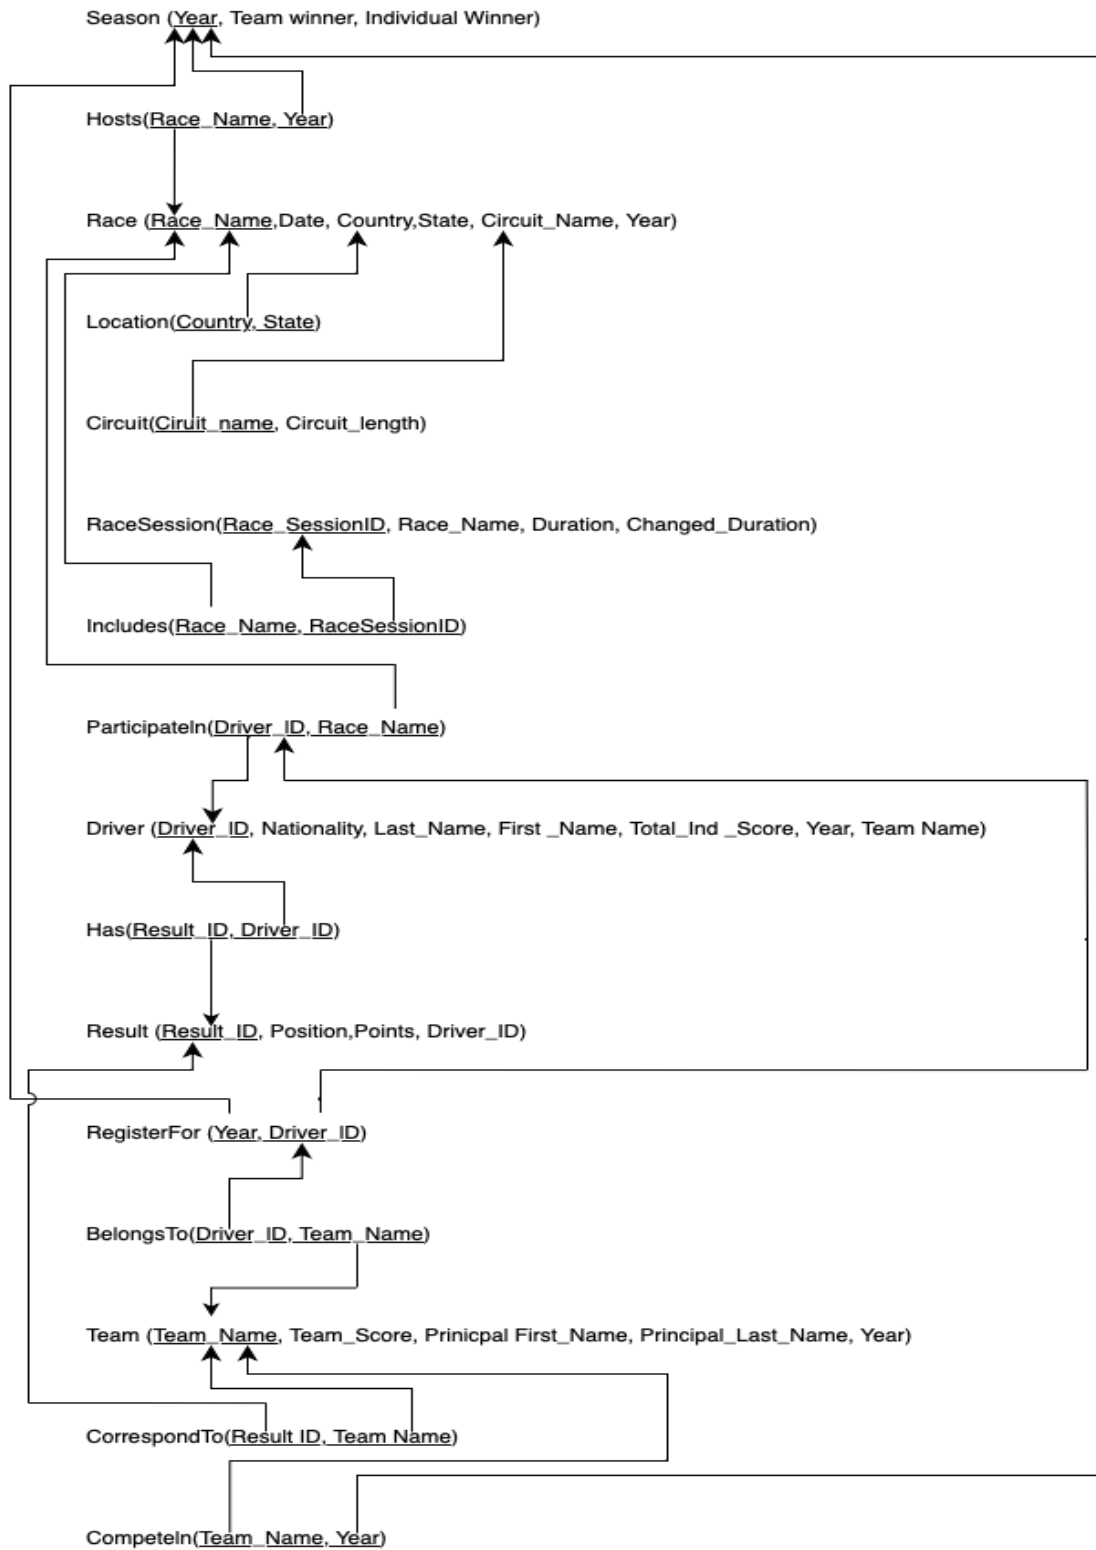 Season (Year, Team winner, Individual Winner)
Hosts(Race_Name, Year)
Race (Race_Name,Date, Country,State, Circuit_Name, Year)
Location(Country, State)
Circuit(Ciruit_name, Circuit_length)
RaceSession(Race_SessionID, Race_Name, Duration, Changed_Duration)
Includes(Race_Name, RaceSessionID)
ParticipateIn(Driver_ID, Race_Name)
Driver (Driver_ID, Nationality, Last_Name, First _Name, Total_Ind _Score, Year, Team Name)
Has(Result_ID, Driver_ID)
Result (Result_ID, Position,Points, Driver_ID)
RegisterFor (Year, Driver_ID)
BelongsTo(Driver_ID, Team_Name)
Team (Team_Name, Team_Score, Prinicpal First_Name, Principal_Last_Name, Year)
CorrespondTo(Result ID, Team Name)
CompeteIn(Team_Name, Year)